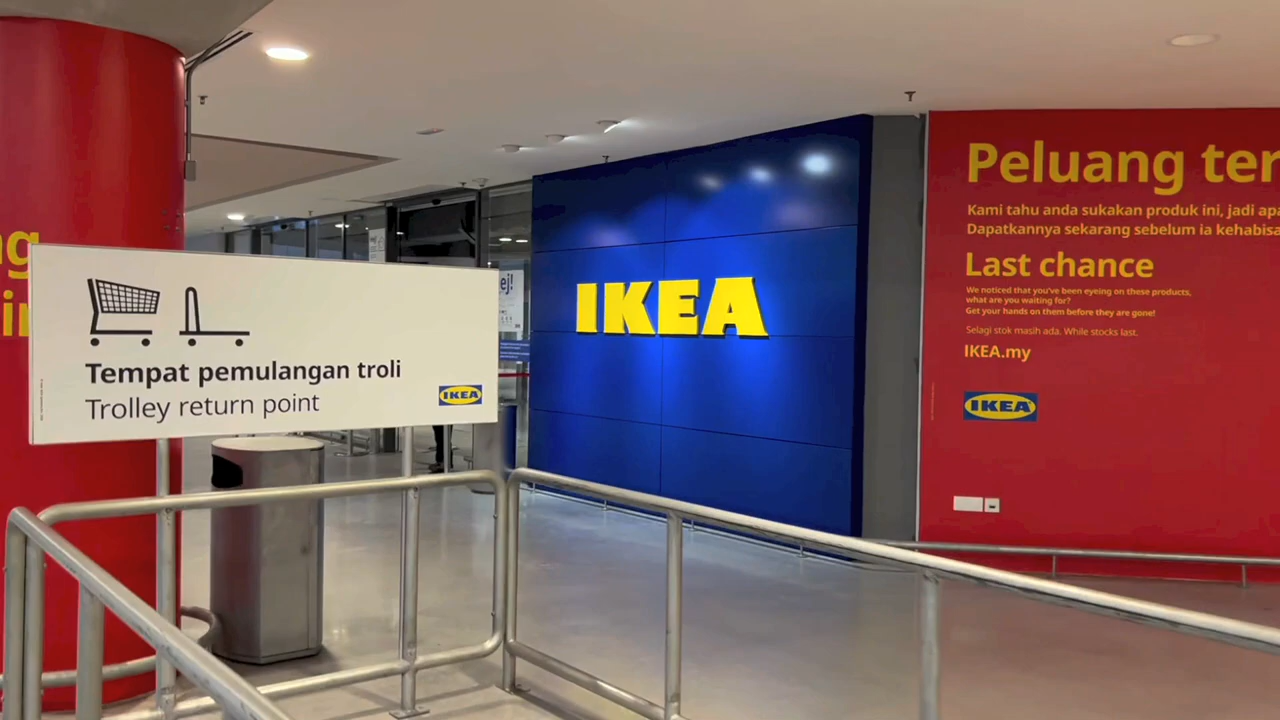 Tempat pemulangan troli
Trolley return point
IKEA
ej!
IKEA
Peluang ter
Kami tahu anda sukakan produk ini, jadi ap
Dapatkannya sekarang sebelum ia kehabisa
Last chance
We noticed that you've been eyeing on these products,
what are you waiting for?
Get your hands on them before they are gone!
Selagi stok masih ada. While stocks last.
IKEA.my
IKEA